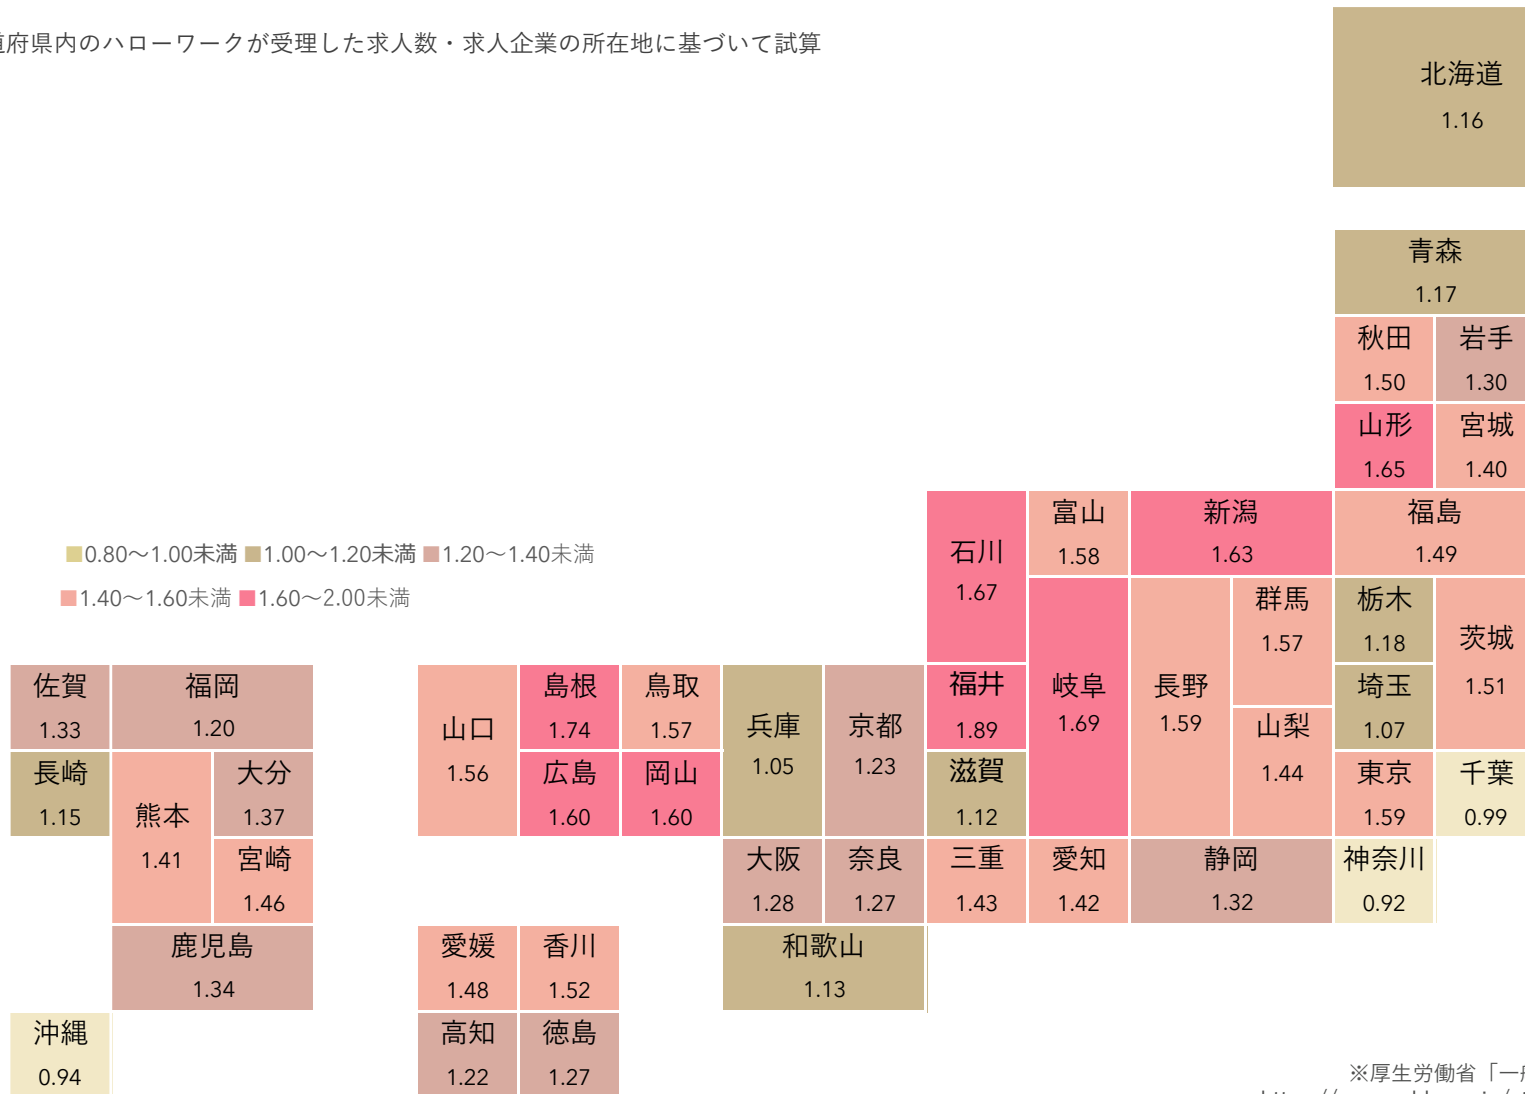 道府県内のハローワークが受理した求人数・求人企業の所在地に基づいて試算
北海道
1.16
青森
1.17
秋田 岩手
1.50 1.30
山形 宮城
1.65 1.40
石川
1.67
富山
1.58
新潟
1.63
福島
1.49
■0.80～1.00未満 ■1.00～1.20未満 ■1.20～1.40未満
■1.40～1.60未満 ■1.60～2.00未満
群馬
1.57
栃木
1.18
茨城
1.51
佐賀
1.33
福岡
1.20
山口
1.56
島根
1.74
鳥取
1.57
兵庫
1.05
京都
1.23
福井
1.89
岐阜
1.69
長野
1.59
山梨
1.44
埼玉
1.07
長崎
1.15
熊本
1.41
大分
1.37
広島
1.60
岡山
1.60
滋賀
1.12
東京
1.59
千葉
0.99
宮崎
1.46
大阪
1.28
奈良
1.27
三重
1.43
愛知
1.42
静岡
1.32
神奈川
0.92
鹿児島
1.34
愛媛
1.48
香川
1.52
和歌山
1.13
沖縄
0.94
高知
1.22
徳島
1.27
※厚生労働省「一般